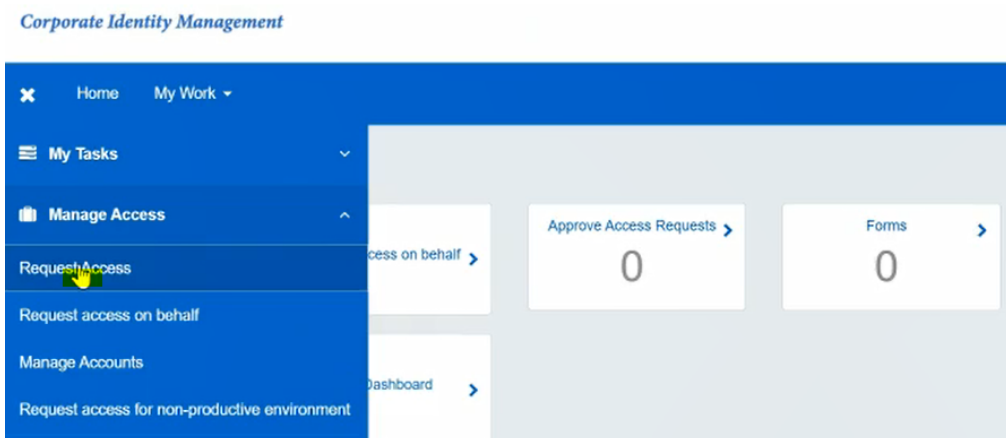 Corporate Identity Management
Home My Work
My Tasks
Manage Access
Request Access
Request access on behalf
Manage Accounts
Request access for non-productive environment
cess on behalf
Approve Access Requests
0
Forms
0
Dashboard